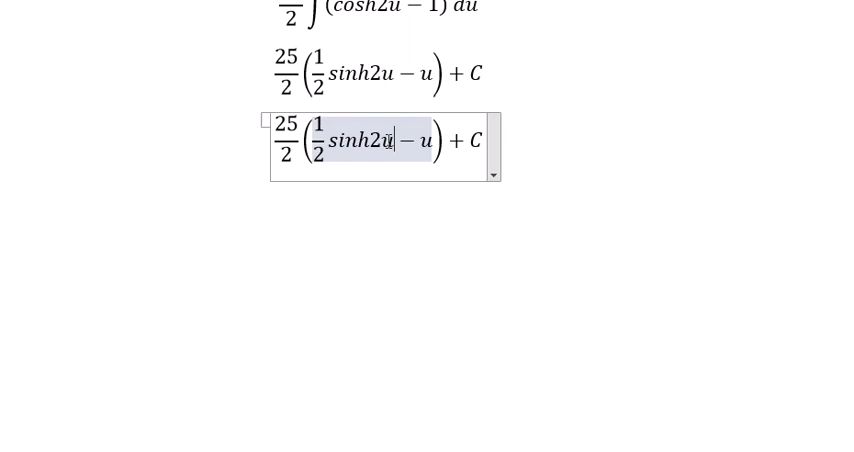 2 ∫ (cosh2u − 1) du
25/2 (1/2 sinh2u − u) + C
25/2 (1/2 sinh2u − u) + C